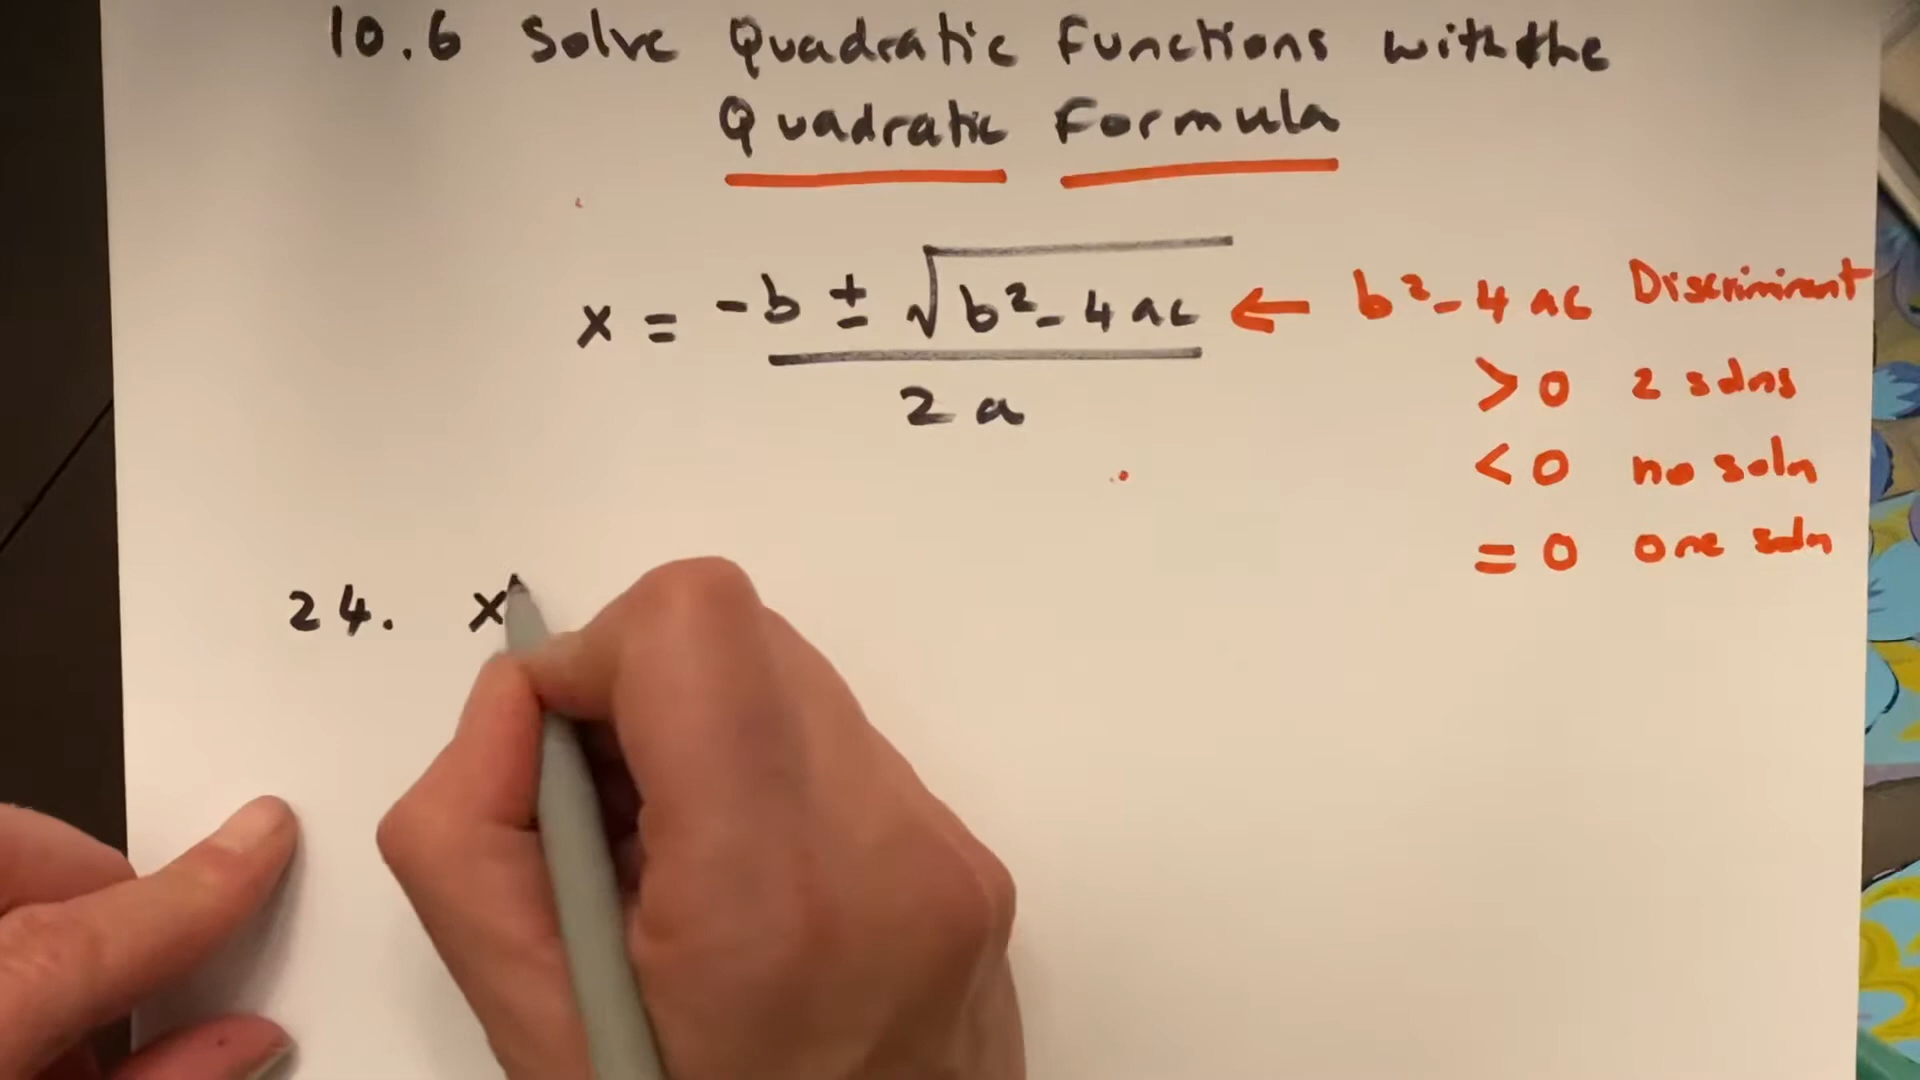 10.6 Solve Quadratic Functions with the
Quadratic Formula
x = -b ± √b²-4ac / 2a ← b²-4ac Discriminant
> 0 2 solns
< 0 no soln
= 0 one soln
24. x